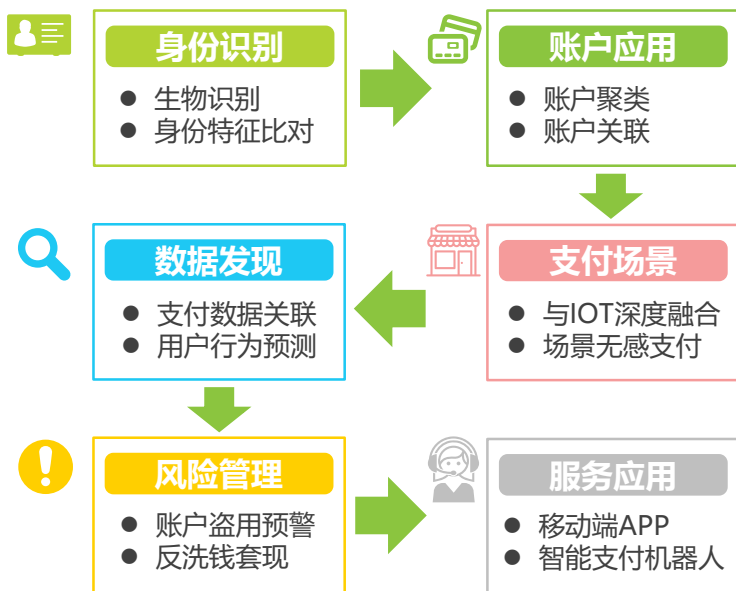 身份识别
● 生物识别
● 身份特征比对
账户应用
● 账户聚类
● 账户关联
支付场景
● 与IOT深度融合
● 场景无感支付
数据发现
● 支付数据关联
● 用户行为预测
风险管理
● 账户盗用预警
● 反洗钱套现
服务应用
● 移动端APP
● 智能支付机器人